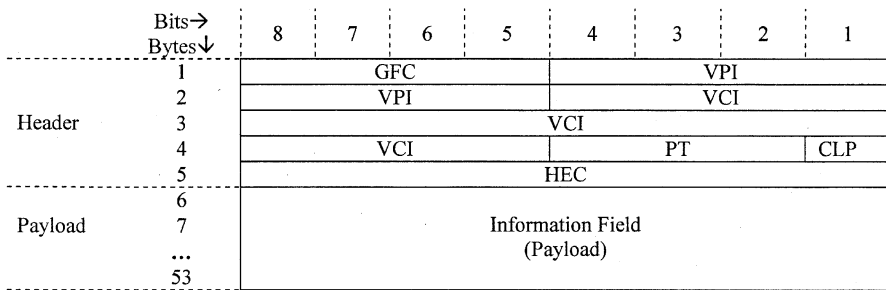 Bits→ 8 7 6 5 4 3 2 1
Bytes↓
1 GFC VPI
2 VPI VCI
Header 3 VCI
4 VCI PT CLP
5 HEC
6
Payload 7 Information Field
... (Payload)
53